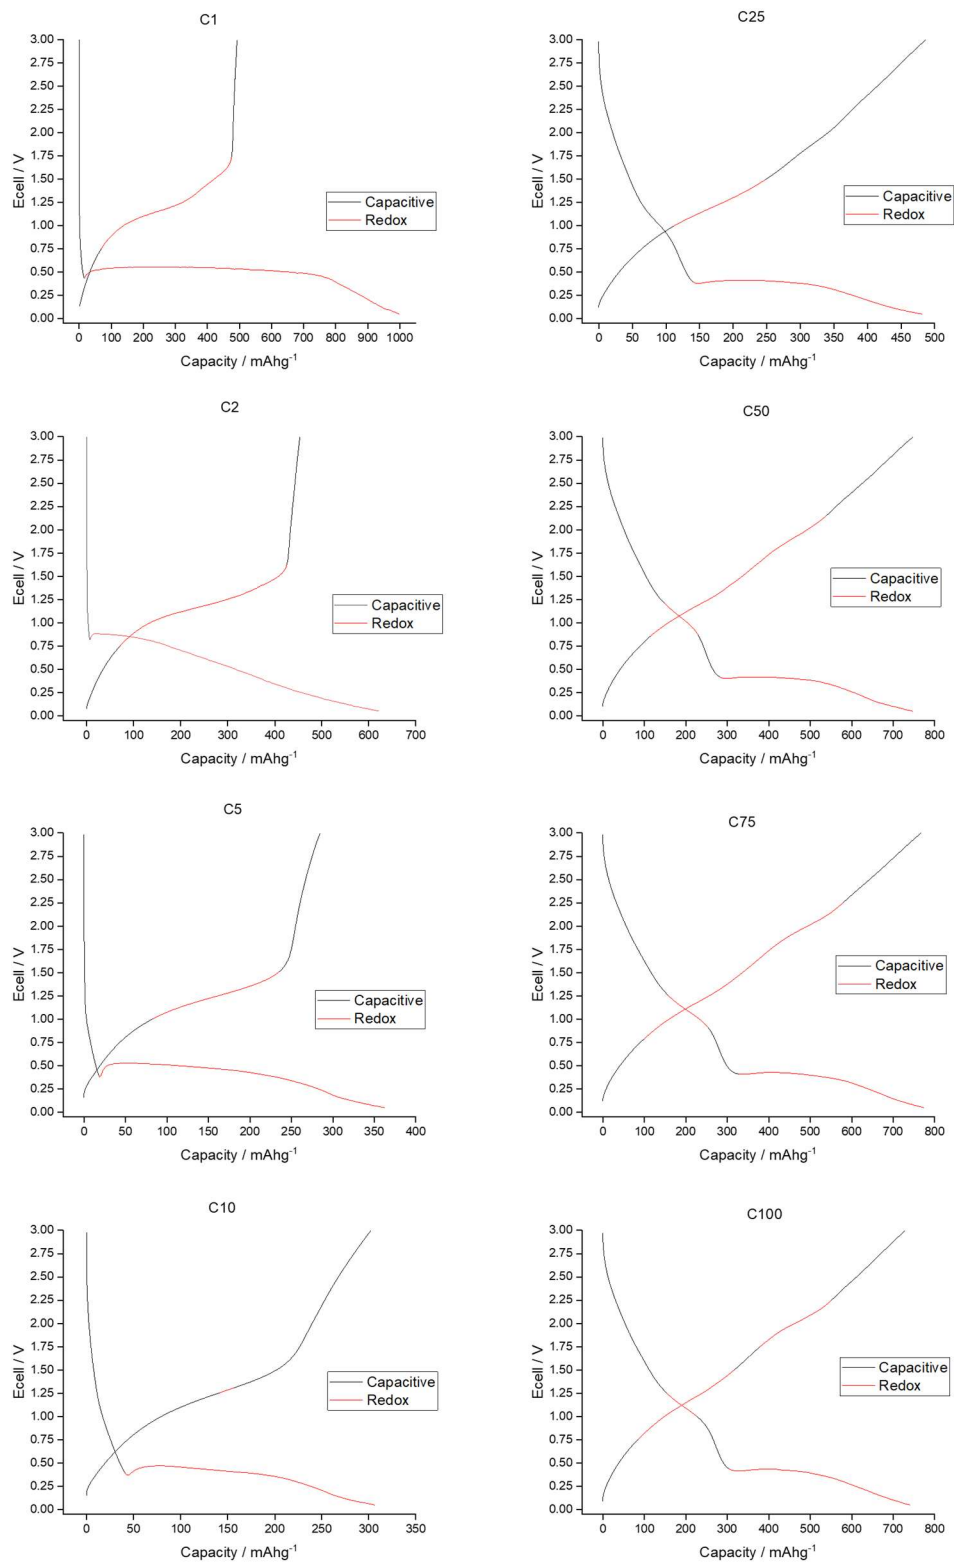 C1
3.00
2.75
2.50
2.25
2.00
1.75
1.50
1.25
1.00
0.75
0.50
0.25
0.00
Ecell / V
Capacitive
Redox
0 100 200 300 400 500 600 700 800 900 1000
Capacity / mAhg⁻¹
C25
3.00
2.75
2.50
2.25
2.00
1.75
1.50
1.25
1.00
0.75
0.50
0.25
0.00
Ecell / V
Capacitive
Redox
0 50 100 150 200 250 300 350 400 450 500
Capacity / mAhg⁻¹
C2
3.00
2.75
2.50
2.25
2.00
1.75
1.50
1.25
1.00
0.75
0.50
0.25
0.00
Ecell / V
Capacitive
Redox
0 100 200 300 400 500 600 700
Capacity / mAhg⁻¹
C50
3.00
2.75
2.50
2.25
2.00
1.75
1.50
1.25
1.00
0.75
0.50
0.25
0.00
Ecell / V
Capacitive
Redox
0 100 200 300 400 500 600 700 800
Capacity / mAhg⁻¹
C5
3.00
2.75
2.50
2.25
2.00
1.75
1.50
1.25
1.00
0.75
0.50
0.25
0.00
Ecell / V
Capacitive
Redox
0 50 100 150 200 250 300 350 400
Capacity / mAhg⁻¹
C75
3.00
2.75
2.50
2.25
2.00
1.75
1.50
1.25
1.00
0.75
0.50
0.25
0.00
Ecell / V
Capacitive
Redox
0 100 200 300 400 500 600 700 800
Capacity / mAhg⁻¹
C10
3.00
2.75
2.50
2.25
2.00
1.75
1.50
1.25
1.00
0.75
0.50
0.25
0.00
Ecell / V
Capacitive
Redox
0 50 100 150 200 250 300 350
Capacity / mAhg⁻¹
C100
3.00
2.75
2.50
2.25
2.00
1.75
1.50
1.25
1.00
0.75
0.50
0.25
0.00
Ecell / V
Capacitive
Redox
0 100 200 300 400 500 600 700 800
Capacity / mAhg⁻¹